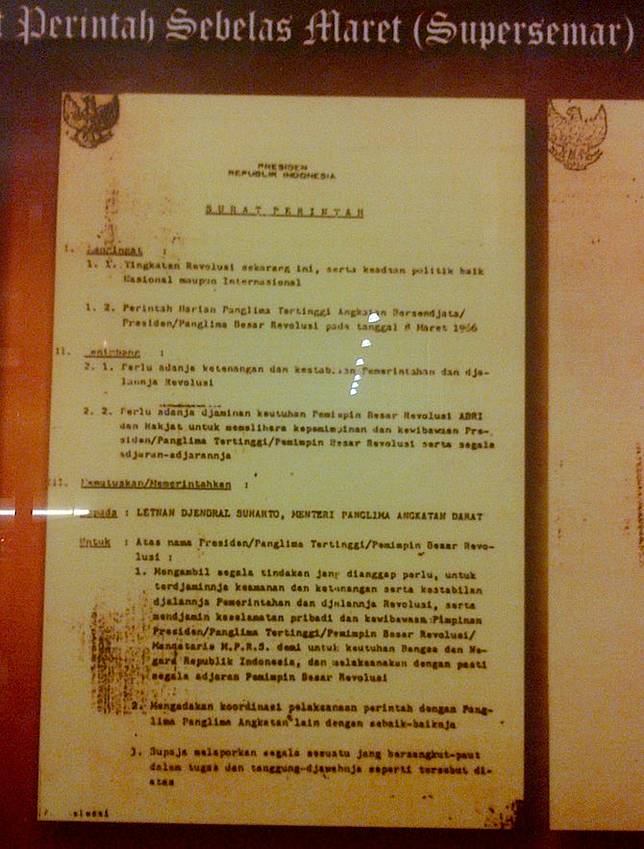 Perintah Sebelas Maret (Supersemar)
PRESIDEN
REPUBLIK INDONESIA
SURAT PERINTAH
I. Mengingat :
1. 1. Tingkatan Revolusi sekarang ini, serta keadaan politik baik
Nasional maupun Internasional
1. 2. Perintah Harian Panglima Tertinggi Angkatan Bersendjata/
Presiden/Panglima Besar Revolusi pada tanggal 8 Maret 1966
II. Menimbang :
2. 1. Perlu adanja ketenangan dan kestabilan Pemerintahan dan dja-
lannja Revolusi
2. 2. Perlu adanja djaminan keutuhan Pemimpin Besar Revolusi ABRI
dan Rakjat untuk memelihara kepemimpinan dan kewibawaan Pre-
siden/Panglima Tertinggi/Pemimpin Besar Revolusi serta segala
adjaran-adjarannja
III. Memutuskan/Memerintahkan :
Kepada : LETNAN DJENDRAL SUHARTO, MENTERI PANGLIMA ANGKATAN DARAT
Untuk : Atas nama Presiden/Panglima Tertinggi/Pemimpin Besar Revo-
lusi :
1. Mengambil segala tindakan jang dianggap perlu, untuk
terdjaminnja keamanan dan ketenangan serta kestabilan
djalannja Pemerintahan dan djalannja Revolusi, serta
mendjamin keselamatan pribadi dan kewibawaan Pimpinan
Presiden/Panglima Tertinggi/Pemimpin Besar Revolusi/
Mandataris M.P.R.S. demi untuk keutuhan Bangsa dan Ne-
gara Republik Indonesia, dan melaksanakan dengan pasti
segala adjaran Pemimpin Besar Revolusi
2. Mengadakan koordinasi pelaksanaan perintah dengan Pang-
lima Panglima Angkatan lain dengan sebaik-baiknja
3. Supaja melaporkan segala sesuatu jang bersangkut-paut
dalam tugas dan tanggung-djawabnja seperti tersebut di-
atas